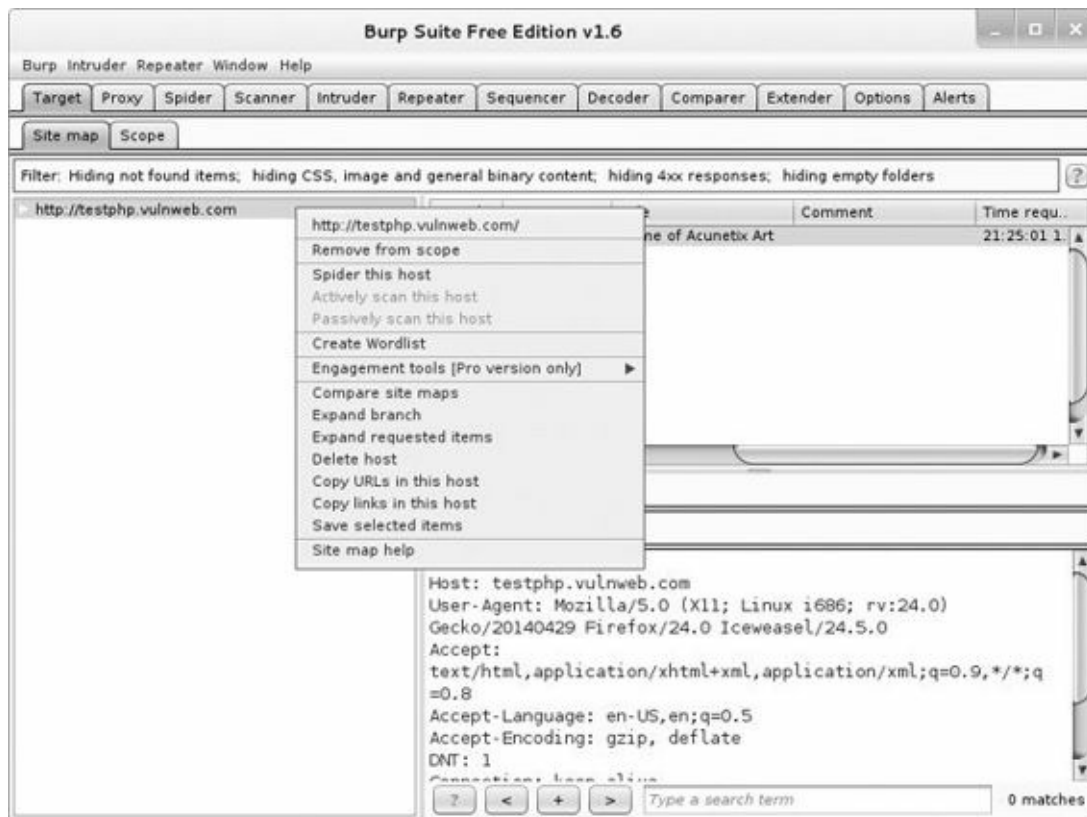 Burp Suite Free Edition v1.6
Burp Intruder Repeater Window Help
Target Proxy Spider Scanner Intruder Repeater Sequencer Decoder Comparer Extender Options Alerts
Site map Scope
Filter: Hiding not found items; hiding CSS, image and general binary content; hiding 4xx responses; hiding empty folders ?
http://testphp.vulnweb.com
Comment Time requ..
of Acunetix Art 21:25:01 1.
http://testphp.vulnweb.com/
Remove from scope
Spider this host
Actively scan this host
Passively scan this host
Create Wordlist
Engagement tools [Pro version only]
Compare site maps
Expand branch
Expand requested items
Delete host
Copy URLs in this host
Copy links in this host
Save selected items
Site map help
Host: testphp.vulnweb.com
User-Agent: Mozilla/5.0 (X11; Linux i686; rv:24.0)
Gecko/20140429 Firefox/24.0 Iceweasel/24.5.0
Accept:
text/html,application/xhtml+xml,application/xml;q=0.9,*/*;q
=0.8
Accept-Language: en-US,en;q=0.5
Accept-Encoding: gzip, deflate
DNT: 1
? < + > Type a search term 0 matches